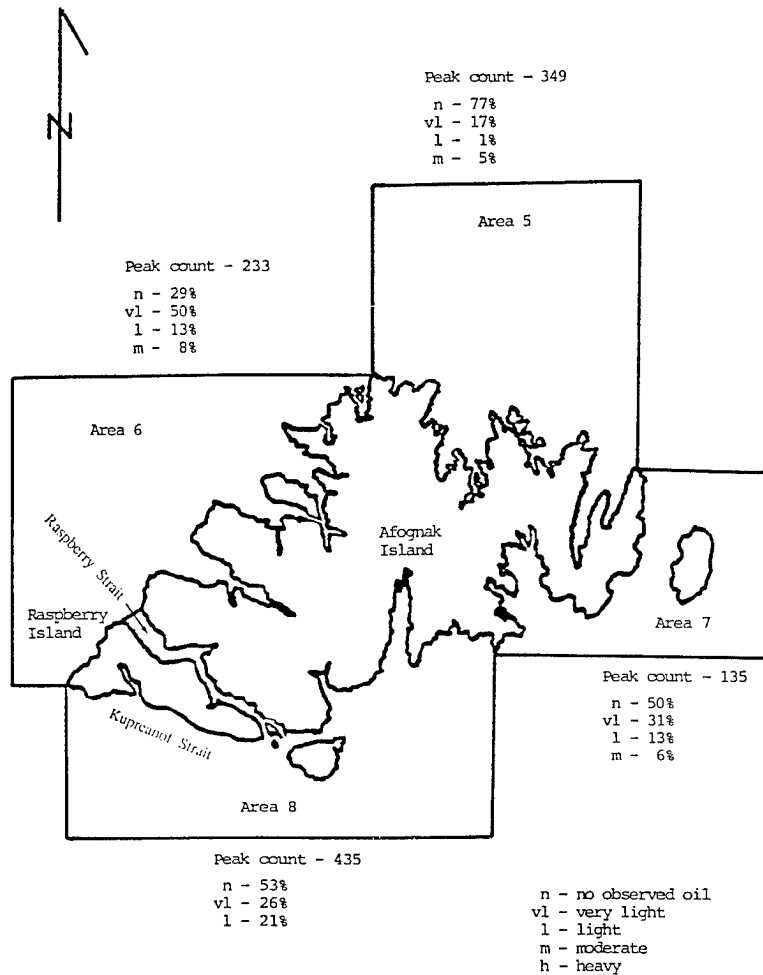 N
Peak count - 349
n - 77%
vl - 17%
l - 1%
m - 5%
Area 5
Peak count - 233
n - 29%
vl - 50%
l - 13%
m - 8%
Area 6
Afognak
Island
Raspberry Strait
Raspberry
Island
Area 7
Kupreanof Strait
Peak count - 135
n - 50%
vl - 31%
l - 13%
m - 6%
Area 8
Peak count - 435
n - 53%
vl - 26%
l - 21%
n - no observed oil
vl - very light
l - light
m - moderate
h - heavy